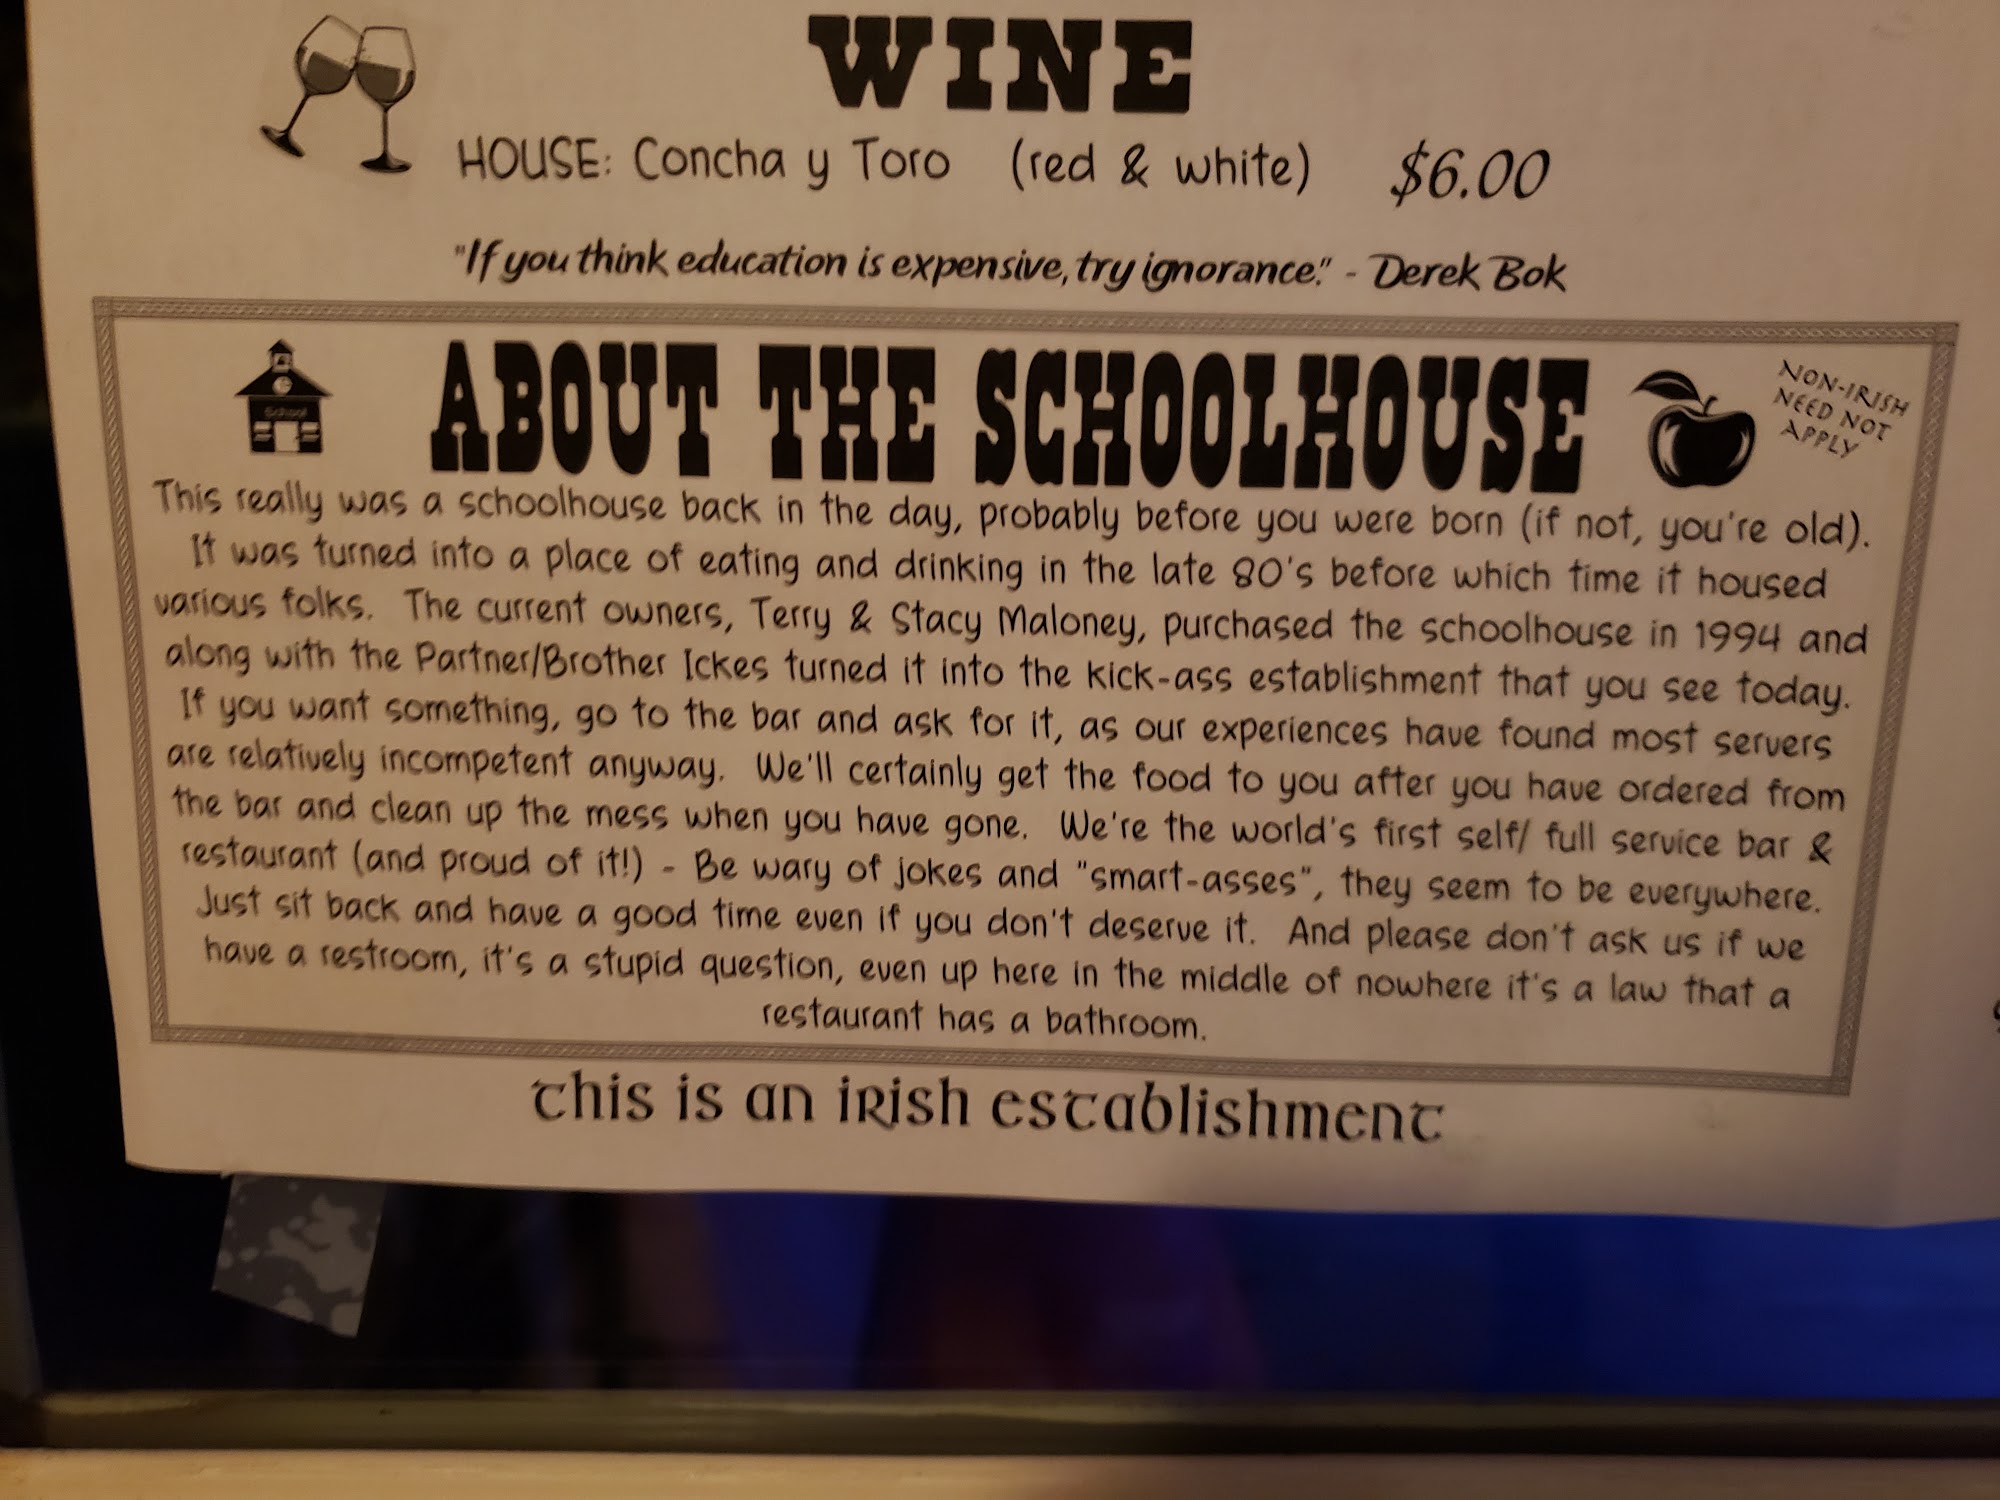 WINE
HOUSE: Concha y Toro (red & white) $6.00
"If you think education is expensive, try ignorance." - Derek Bok
School
ABOUT THE SCHOOLHOUSE
NON-IRISH
NEED NOT
APPLY
This really was a schoolhouse back in the day, probably before you were born (if not, you're old).
It was turned into a place of eating and drinking in the late 80's before which time it housed
various folks. The current owners, Terry & Stacy Maloney, purchased the schoolhouse in 1994 and
along with the Partner/Brother Ickes turned it into the kick-ass establishment that you see today.
If you want something, go to the bar and ask for it, as our experiences have found most servers
are relatively incompetent anyway. We'll certainly get the food to you after you have ordered from
the bar and clean up the mess when you have gone. We're the world's first self/ full service bar &
restaurant (and proud of it!) - Be wary of jokes and "smart-asses", they seem to be everywhere.
Just sit back and have a good time even if you don't deserve it. And please don't ask us if we
have a restroom, it's a stupid question, even up here in the middle of nowhere it's a law that a
restaurant has a bathroom.
This is an Irish establishment